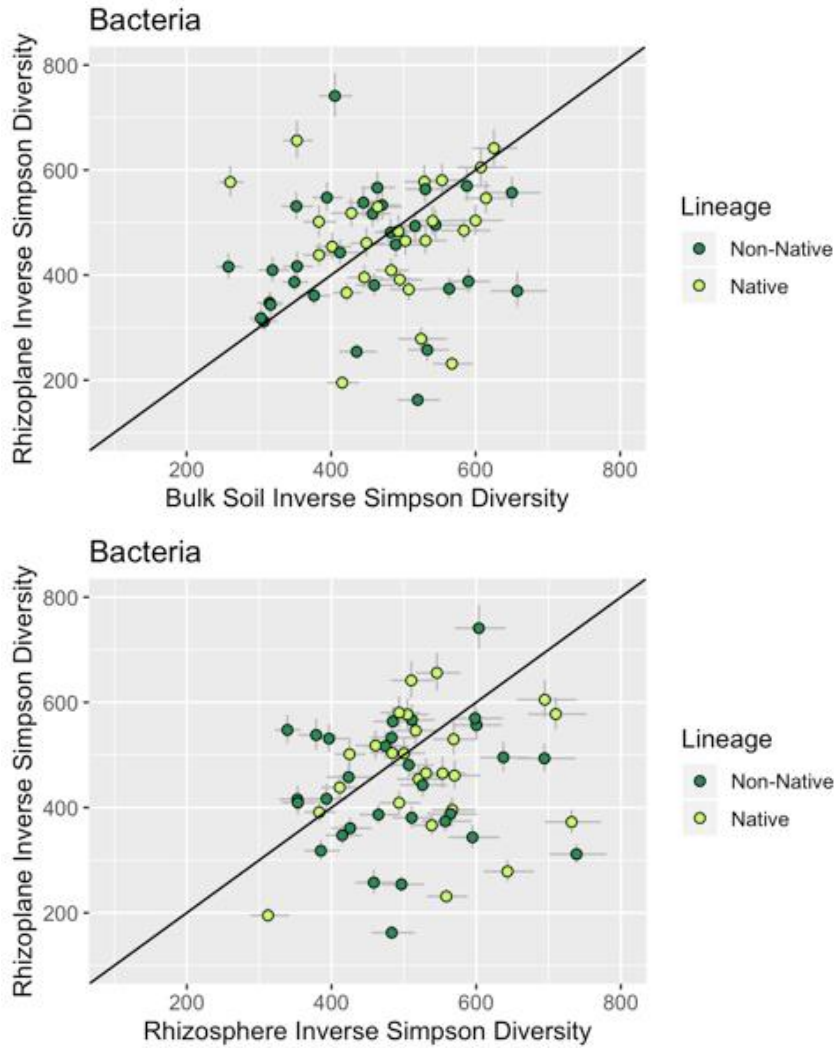 Bacteria
Rhizoplane Inverse Simpson Diversity
800
600
400
200
200 400 600 800
Bulk Soil Inverse Simpson Diversity
Lineage
Non-Native
Native
Bacteria
Rhizoplane Inverse Simpson Diversity
800
600
400
200
200 400 600 800
Rhizosphere Inverse Simpson Diversity
Lineage
Non-Native
Native